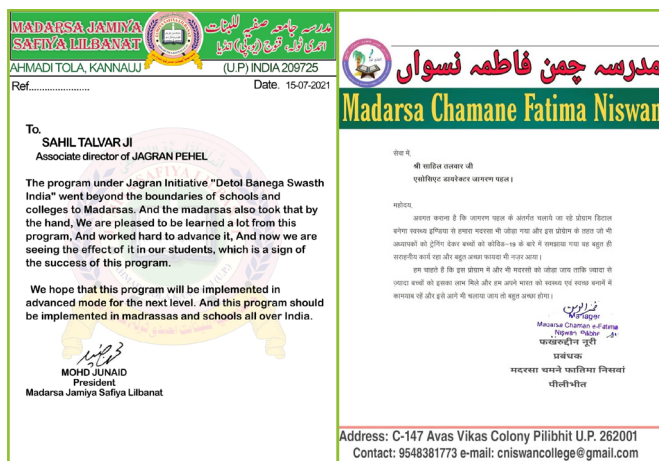 MADARSA JAMIYA
SAFIYA LILBANAT
مدرسہ جامعہ صفیہ للبنات
احمدی ٹولہ قنوج (یوپی) انڈیا
AHMADI TOLA, KANNAUJ (U.P) INDIA 209725
Ref....................... Date. 15-07-2021
To.
SAHIL TALVAR JI
Associate director of JAGRAN PEHEL
The program under Jagran Initiative "Detol Banega Swasth
India" went beyond the boundaries of schools and
colleges to Madarsas. And the madarsas also took that by
the hand, We are pleased to be learned a lot from this
program, And worked hard to advance it, And now we are
seeing the effect of it in our students, which is a sign of
the success of this program.
We hope that this program will be implemented in
advanced mode for the next level. And this program should
be implemented in madrassas and schools all over India.
MOHD JUNAID
President
Madarsa Jamiya Safiya Lilbanat
مدرسہ چمن فاطمہ نسواں
Madarsa Chamane Fatima Niswan
सेवा में,
श्री साहिल तलवार जी
एसोसिएट डायरेक्टर जागरण पहल।
महोदय,
अवगत कराना है कि जागरण पहल के अंतर्गत चलाये जा रहे प्रोग्राम डिटाल
बनेगा स्वस्थ्य इण्डिया से हमारा मदरसा भी जोड़ा गया और इस प्रोग्राम के तहत जो भी
अध्यापकों को ट्रेनिंग देकर बच्चों को कोविड-19 के बारे में समझाया गया वह बहुत ही
सराहनीय कार्य रहा और बहुत अच्छा फायदा भी नजर आया।
हम चाहते हैं कि इस प्रोग्राम में और भी मदरसों को जोड़ा जाय ताकि ज्यादा से
ज्यादा बच्चों को इसका लाभ मिले और हम अपने भारत को स्वस्थ्य एवं स्वच्छ बनाने में
कामयाब रहें और इसे आगे भी चलाया जाय तो बहुत अच्छा होगा।
Manager
Madarsa Chaman e-Fatima
Niswan Pilibhit
फखरुद्दीन नूरी
प्रबंधक
मदरसा चमने फातिमा निसवां
पीलीभीत
Address: C-147 Avas Vikas Colony Pilibhit U.P. 262001
Contact: 9548381773 e-mail: cniswancollege@gmail.com